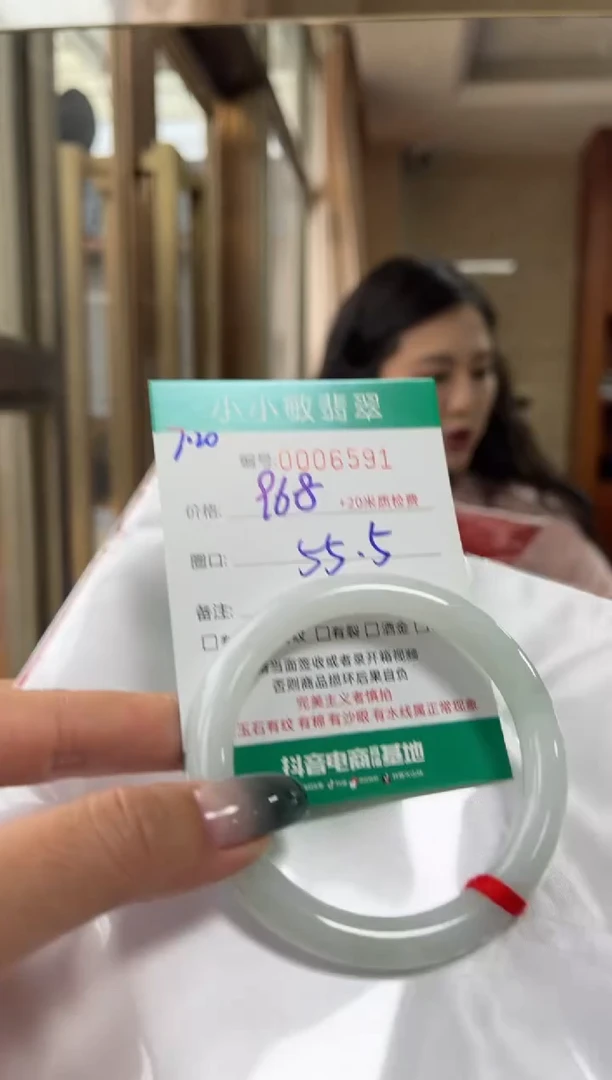 小小敏翡翠
7.20
编号:0006591
价格: 968 +20米质检费
圈口: 55.5
备注:
□有裂 □洒金
当面签收或者录开箱视频
否则商品损坏后果自负
完美主义者慎拍
玉石有纹 有棉 有沙眼 有水线属正常现象
抖音电商 基地